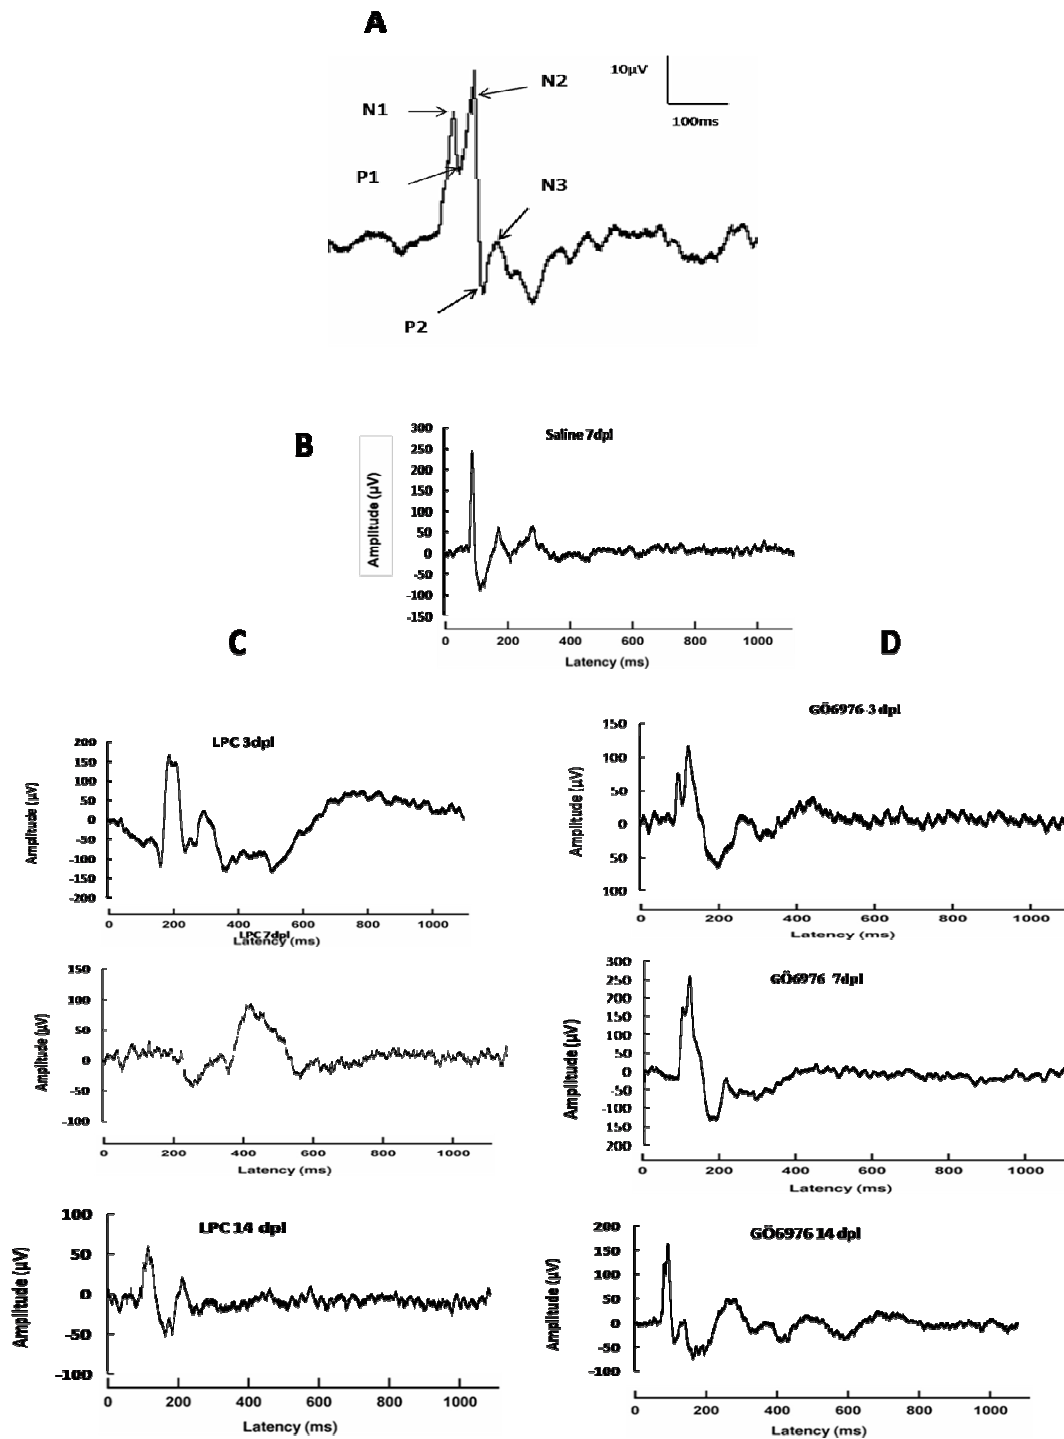 A
N1
N2
P1
N3
P2
10µV
100ms
B
Saline 7dpl
Amplitude (µV)
300
250
200
150
100
50
0
-50
-100
-150
0 200 400 600 800 1000
Latency (ms)
C
LPC 3dpl
Amplitude (µV)
200
150
100
50
0
-50
-100
-150
-200
0 200 400 600 800 1000
LPC 7dpl
Latency (ms)
Amplitude (µV)
150
100
50
0
-50
-100
0 200 400 600 800 1000
Latency (ms)
LPC 14 dpl
Amplitude (µV)
100
50
0
-50
-100
0 200 400 600 800 1000
Latency (ms)
D
GÖ6976-3 dpl
Amplitude (µV)
150
100
50
0
50
100
0 200 400 600 800 1000
Latency (ms)
GÖ6976 7dpl
Amplitude (µV)
300
250
200
150
100
50
0
-50
-100
150
200
0 200 400 600 800 1000
Latency (ms)
GÖ6976 14 dpl
Amplitude (µV)
200
150
100
50
0
-50
-100
0 200 400 600 800 1000
Latency (ms)